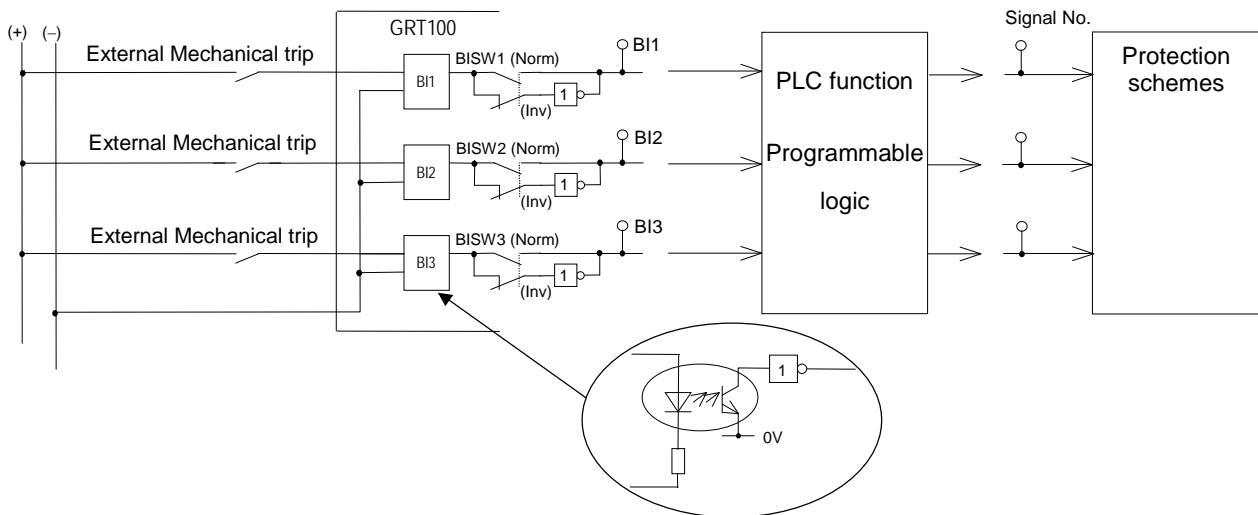 (+) (−)
GRT100
Signal No.
External Mechanical trip
BI1
BISW1 (Norm)
1
(Inv)
BI1
PLC function
Protection
schemes
External Mechanical trip
BI2
BISW2 (Norm)
1
(Inv)
BI2
Programmable
logic
External Mechanical trip
BI3
BISW3 (Norm)
1
(Inv)
BI3
1
0V